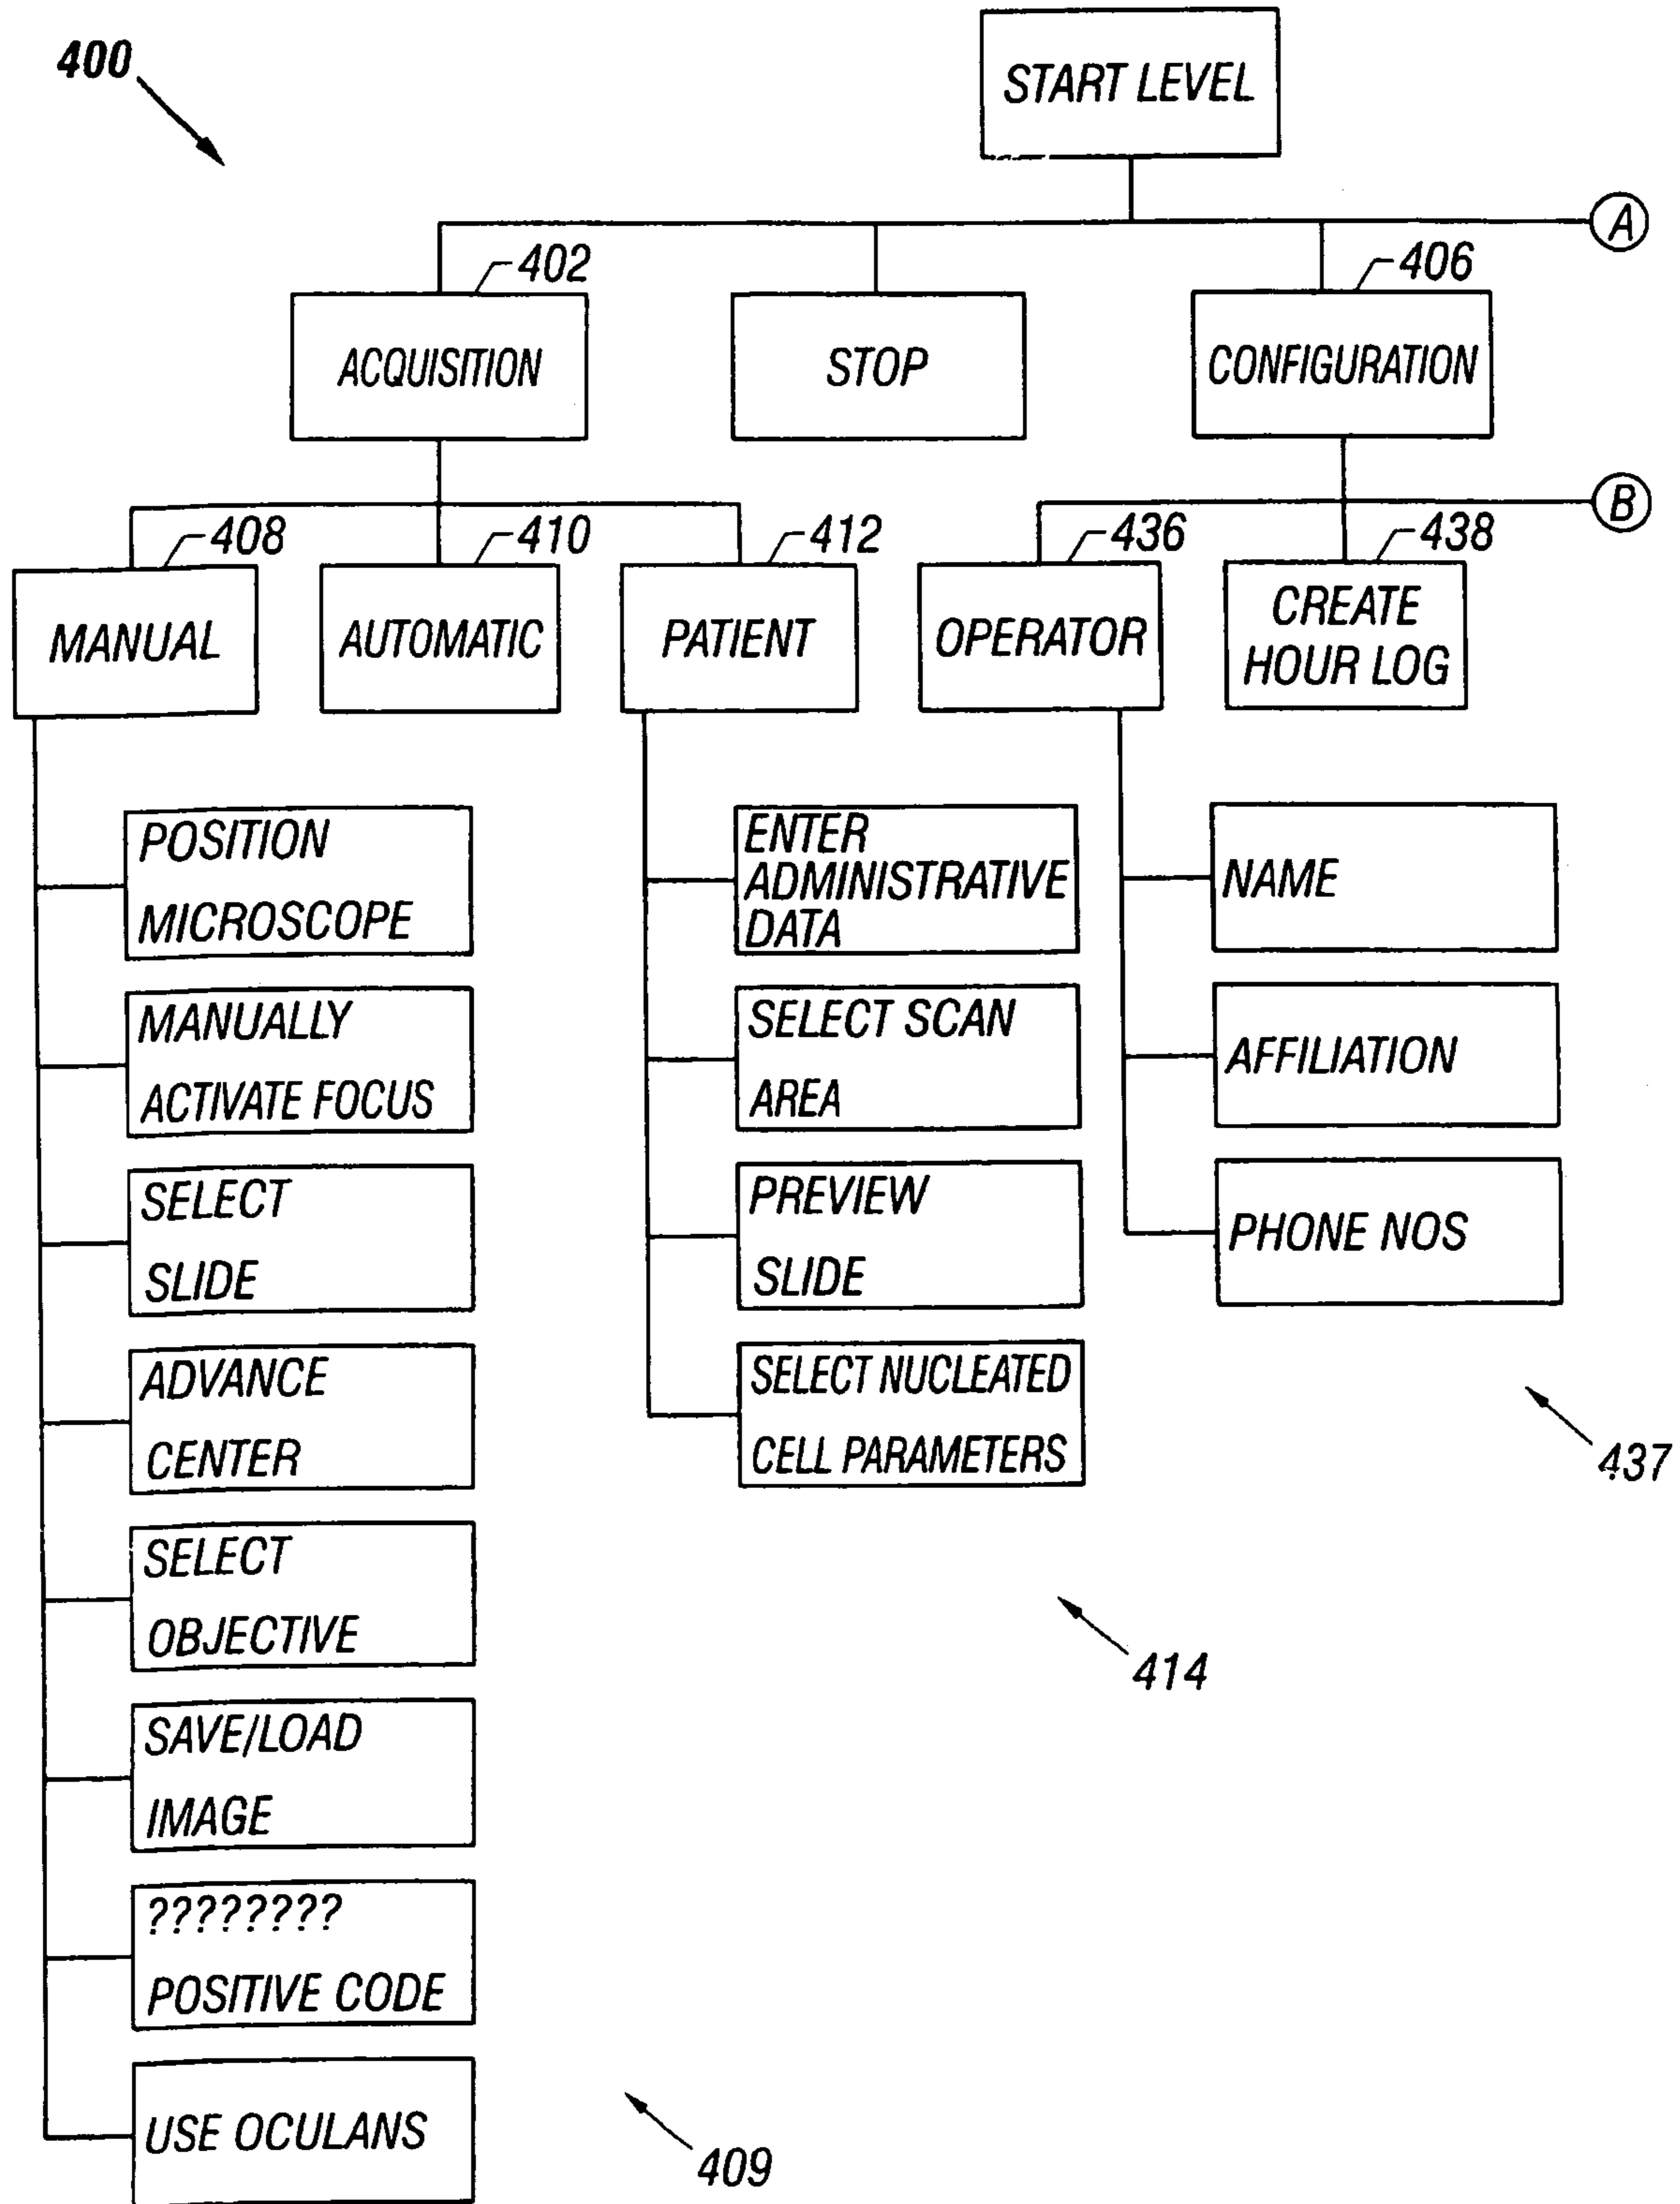 400
START LEVEL
A
402
406
ACQUISITION
STOP
CONFIGURATION
B
408
410
412
436
438
MANUAL
AUTOMATIC
PATIENT
OPERATOR
CREATE
HOUR LOG
POSITION
MICROSCOPE
MANUALLY
ACTIVATE FOCUS
SELECT
SLIDE
ADVANCE
CENTER
SELECT
OBJECTIVE
SAVE/LOAD
IMAGE
????????
POSITIVE CODE
USE OCULANS
409
ENTER
ADMINISTRATIVE
DATA
SELECT SCAN
AREA
PREVIEW
SLIDE
SELECT NUCLEATED
CELL PARAMETERS
414
NAME
AFFILIATION
PHONE NOS
437